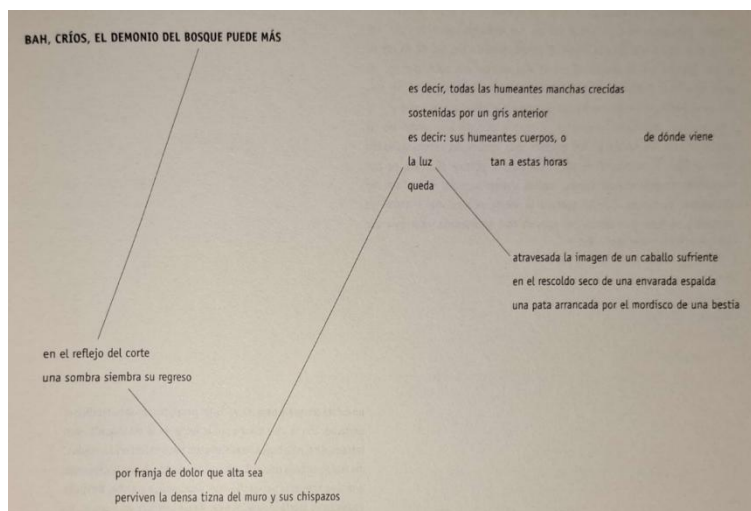 BAH, CRÍOS, EL DEMONIO DEL BOSQUE PUEDE MÁS
en el reflejo del corte
una sombra siembra su regreso
por franja de dolor que alta sea
perviven la densa tizna del muro y sus chispazos
es decir, todas las humeantes manchas crecidas
sostenidas por un gris anterior
es decir: sus humeantes cuerpos, o de dónde viene
la luz tan a estas horas
queda
atravesada la imagen de un caballo sufriente
en el rescoldo seco de una envarada espalda
una pata arrancada por el mordisco de una bestia